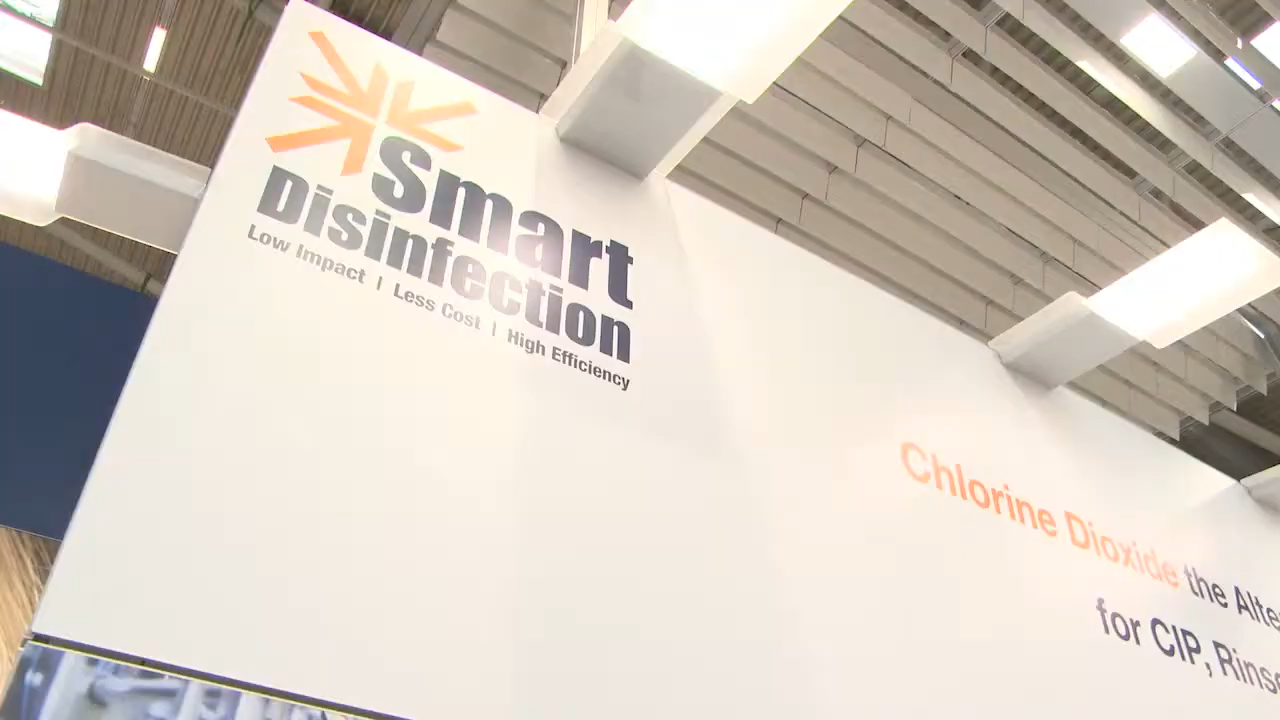 Smart
Disinfection
Low Impact | Less Cost | High Efficiency
Chlorine Dioxide the
for CIP,